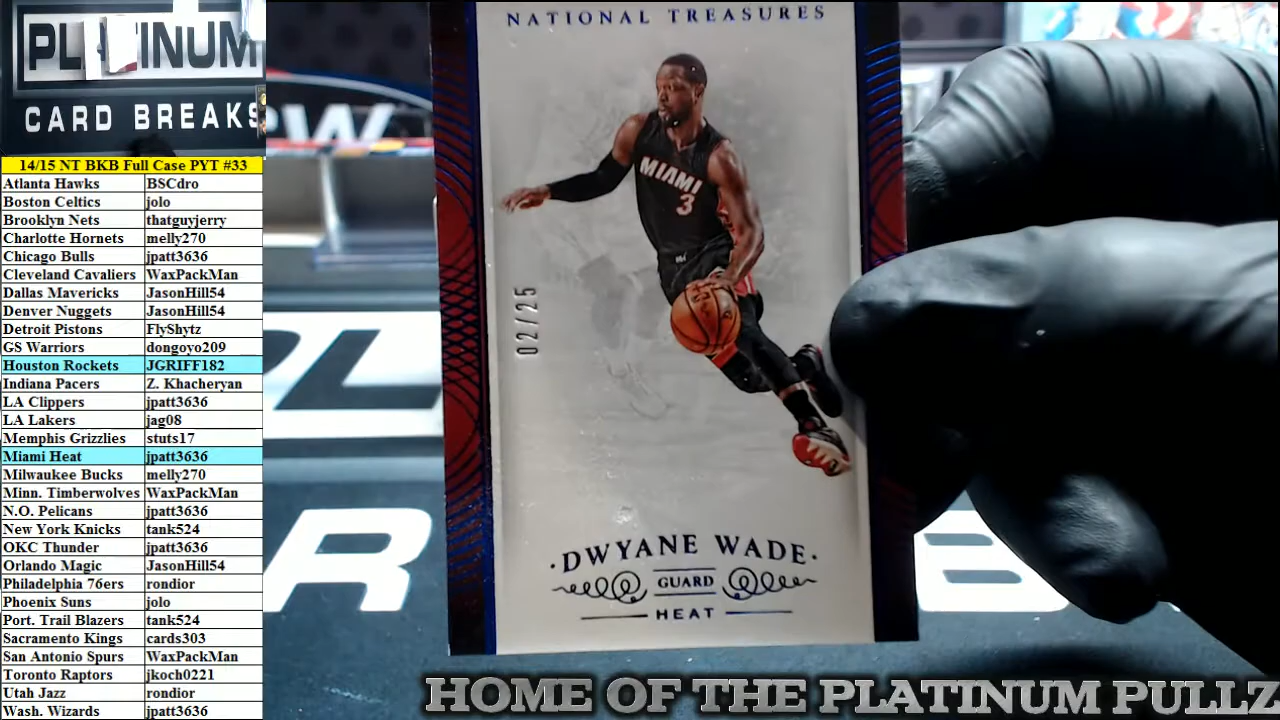 PLATINUM
CARD BREAKS
14/15 NT BKB Full Case PYT #33
Atlanta Hawks BSCdro
Boston Celtics jolo
Brooklyn Nets thatguyjerry
Charlotte Hornets melly270
Chicago Bulls jpatt3636
Cleveland Cavaliers WaxPackMan
Dallas Mavericks JasonHill54
Denver Nuggets JasonHill54
Detroit Pistons FlyShytz
GS Warriors dongoyo209
Houston Rockets JGRIFF182
Indiana Pacers Z. Khacheryan
LA Clippers jpatt3636
LA Lakers jag08
Memphis Grizzlies stuts17
Miami Heat jpatt3636
Milwaukee Bucks melly270
Minn. Timberwolves WaxPackMan
N.O. Pelicans jpatt3636
New York Knicks tank524
OKC Thunder jpatt3636
Orlando Magic JasonHill54
Philadelphia 76ers rondior
Phoenix Suns jolo
Port. Trail Blazers tank524
Sacramento Kings cards303
San Antonio Spurs WaxPackMan
Toronto Raptors jkoch0221
Utah Jazz rondior
Wash. Wizards jpatt3636
NATIONAL TREASURES
MIAMI
3
02/25
·DWYANE WADE·
GUARD
HEAT
HOME OF THE PLATINUM PULLZ